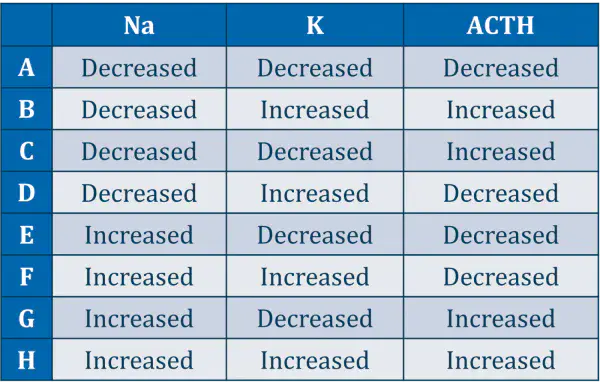 Na K ACTH
A Decreased Decreased Decreased
B Decreased Increased Increased
C Decreased Decreased Increased
D Decreased Increased Decreased
E Increased Decreased Decreased
F Increased Increased Decreased
G Increased Decreased Increased
H Increased Increased Increased